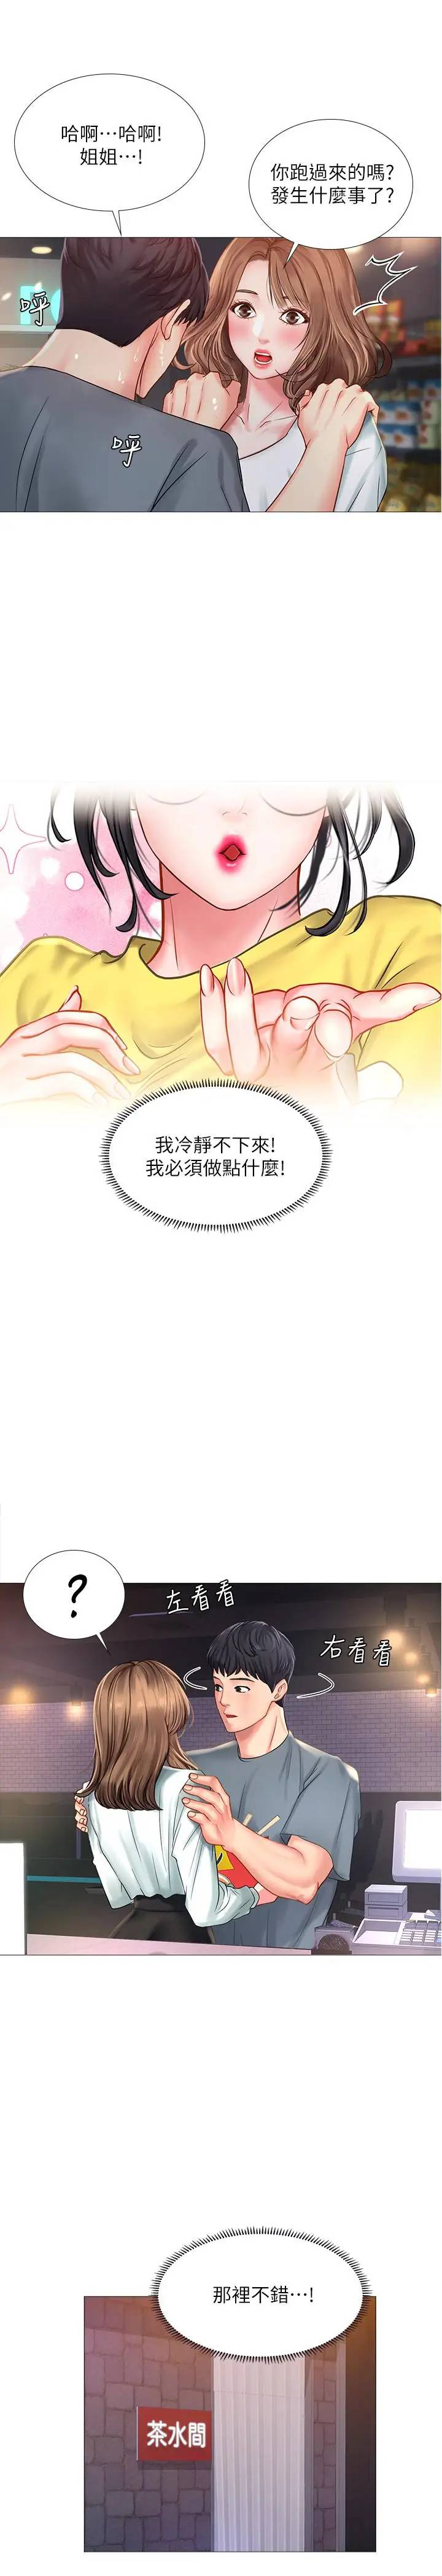 哈啊⋯哈啊!
姐姐⋯!
你跑過來的嗎?
發生什麼事了?
呼
呼
我冷靜不下來!
我必須做點什麼!
?
左看看
右看看
那裡不錯⋯!
茶水間